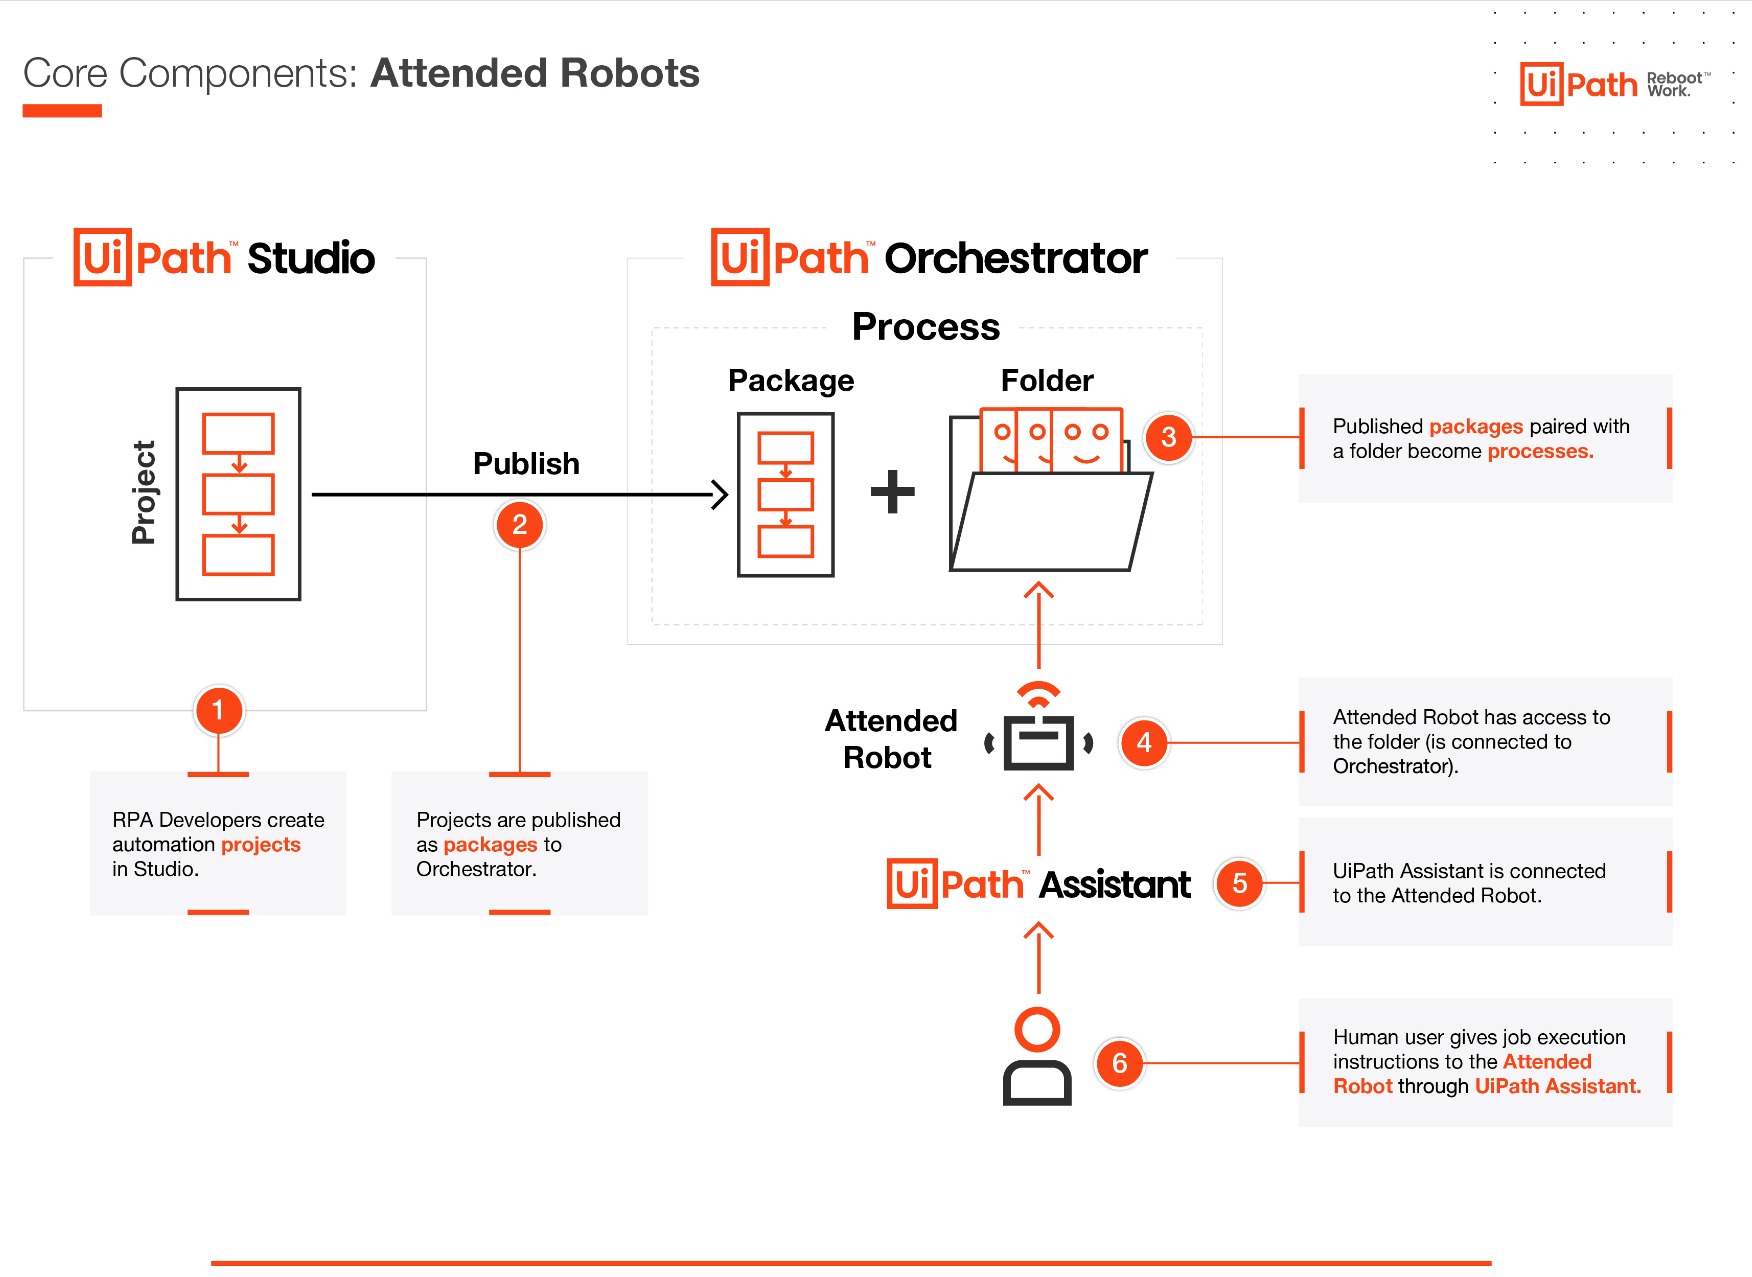 Core Components: Attended Robots
UiPath Reboot™
Work.
UiPath™ Studio
UiPath™ Orchestrator
Process
Package
Folder
Project
Publish
1
2
3
Published packages paired with
a folder become processes.
Attended
Robot
4
Attended Robot has access to
the folder (is connected to
Orchestrator).
RPA Developers create
automation projects
in Studio.
Projects are published
as packages to
Orchestrator.
UiPath™ Assistant
5
UiPath Assistant is connected
to the Attended Robot.
6
Human user gives job execution
instructions to the Attended
Robot through UiPath Assistant.